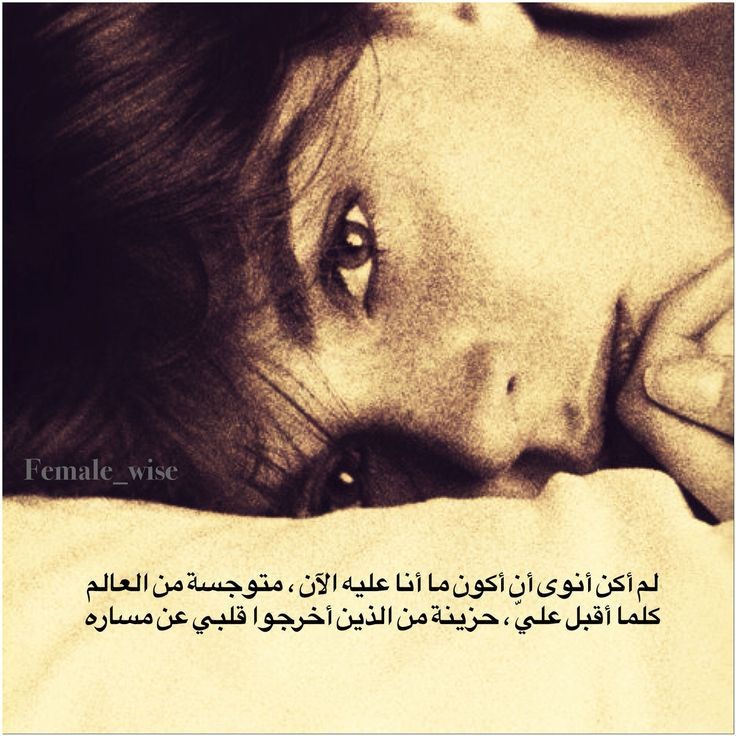 Female_wise
لم أكن أنوى أن أكون ما أنا عليه الآن ، متوجسة من العالم
كلما أقبل عليّ ، حزينة من الذين أخرجوا قلبي عن مساره